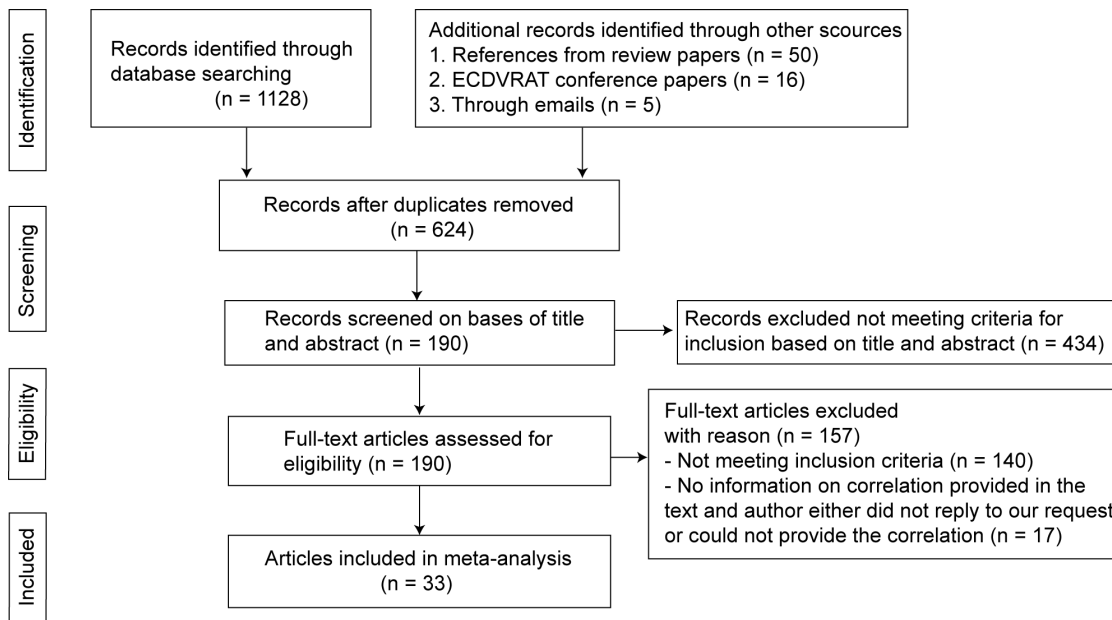 Identification
Records identified through
database searching
(n = 1128)
Additional records identified through other scources
1. References from review papers (n = 50)
2. ECDVRAT conference papers (n = 16)
3. Through emails (n = 5)
Screening
Records after duplicates removed
(n = 624)
Records screened on bases of title
and abstract (n = 190)
Records excluded not meeting criteria for
inclusion based on title and abstract (n = 434)
Eligibility
Full-text articles assessed for
eligibility (n = 190)
Full-text articles excluded
with reason (n = 157)
- Not meeting inclusion criteria (n = 140)
- No information on correlation provided in the
text and author either did not reply to our request
or could not provide the correlation (n = 17)
Included
Articles included in meta-analysis
(n = 33)